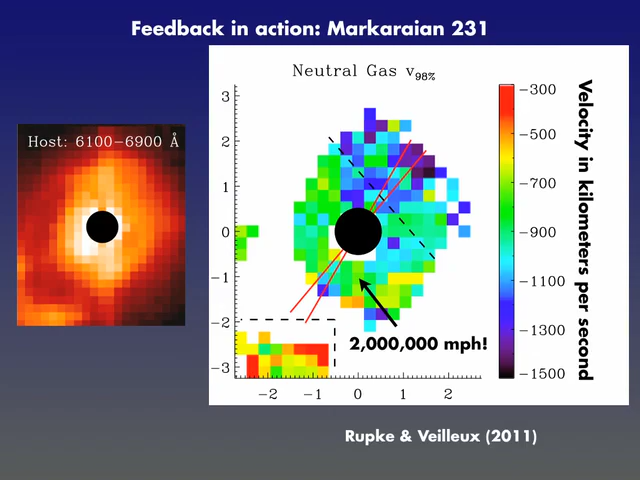 Feedback in action: Markaraian 231
Host: 6100−6900 Å
Neutral Gas v98%
3
2
1
0
−1
−2
−3
−2 −1 0 1 2
2,000,000 mph!
−300
−500
−700
−900
−1100
−1300
−1500
Velocity in kilometers per second
Rupke & Veilleux (2011)